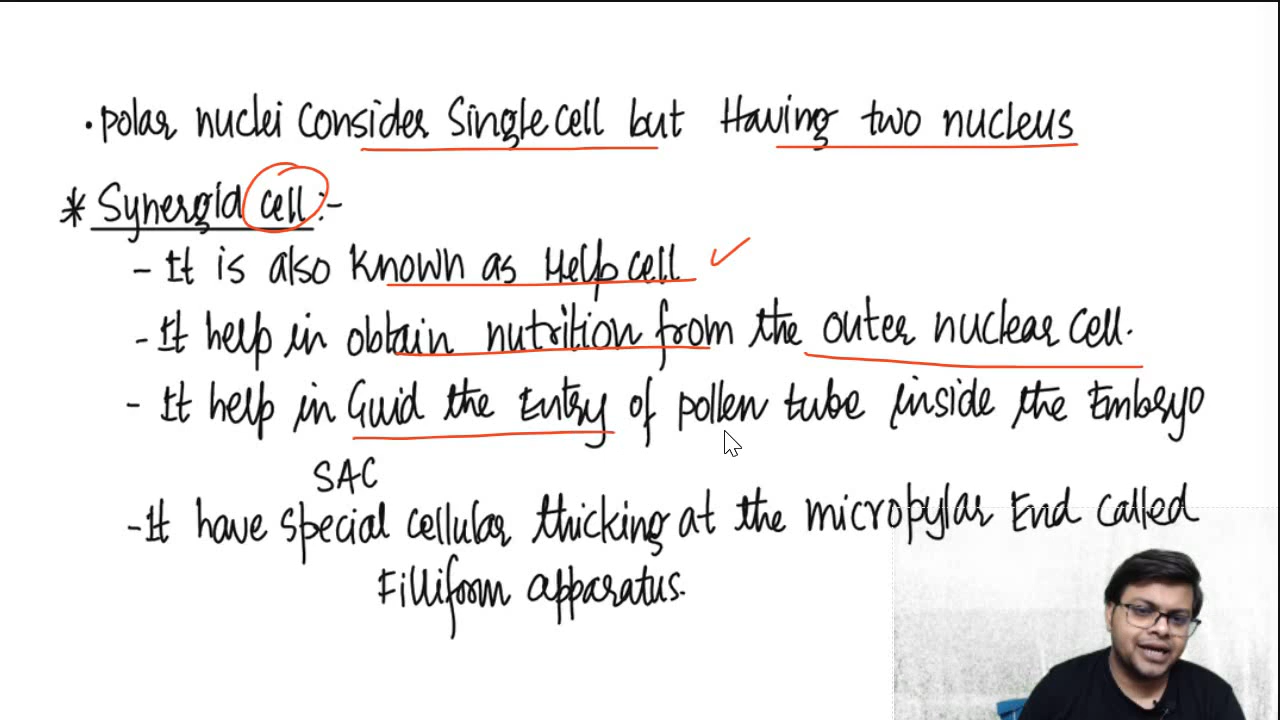 • Polar nuclei Consider Single cell but Having two nucleus
* Synergid cell :-
- It is also known as Help cell ✓
- It help in obtain nutrition from the outer nuclear cell.
- It help in Guid the Entry of pollen tube inside the Embryo
SAC
- It have special cellular thicking at the micropylar End called
Filliform apparatus.